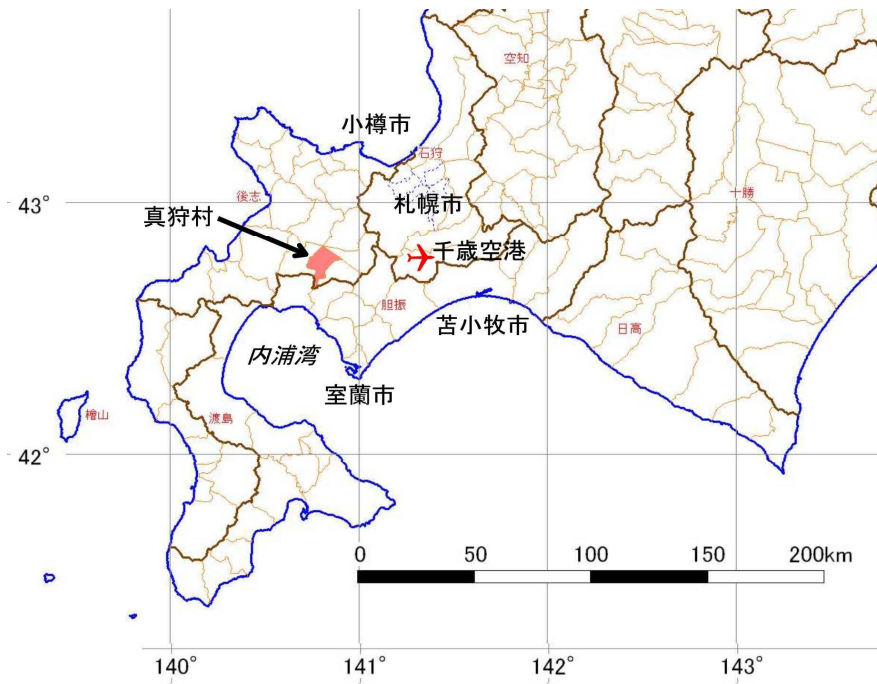 空知
小樽市
石狩
後志
十勝
43°
札幌市
真狩村
千歳空港
胆振
苫小牧市
日高
内浦湾
室蘭市
檜山
渡島
42°
0 50 100 150 200km
140° 141° 142° 143°